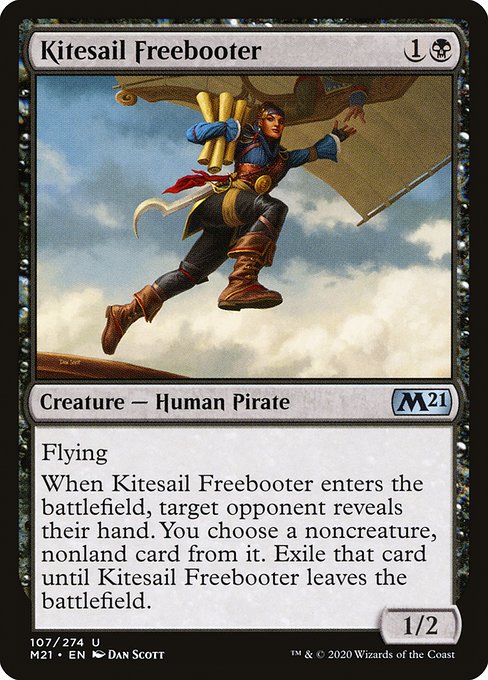 Kitesail Freebooter 1
DAN SCOTT
Creature — Human Pirate M21
Flying
When Kitesail Freebooter enters the
battlefield, target opponent reveals
their hand. You choose a noncreature,
nonland card from it. Exile that card
until Kitesail Freebooter leaves the
battlefield.
1/2
107/274 U
M21 • EN DAN SCOTT ™ & © 2020 Wizards of the Coast